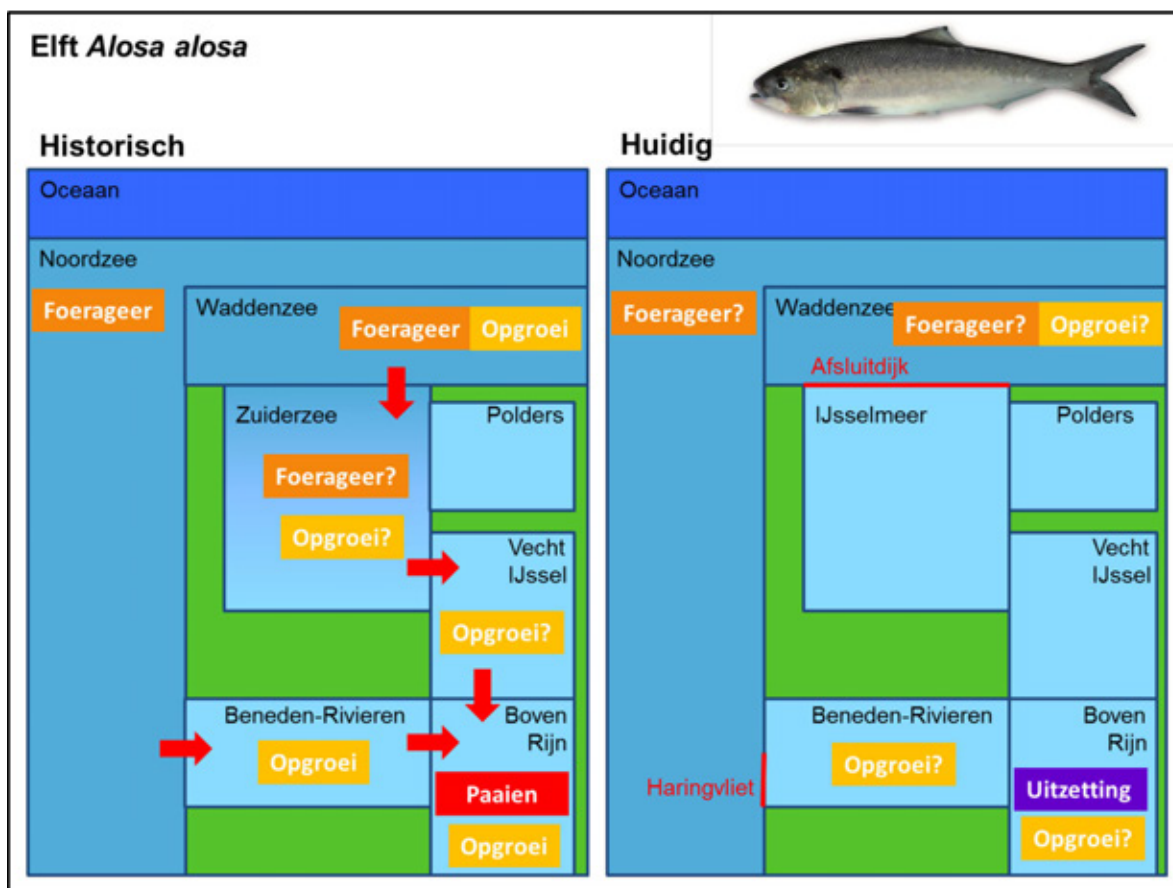 Elft Alosa alosa
Historisch
Oceaan
Noordzee
Foerageer
Waddenzee
Foerageer
Opgroei
Zuiderzee
Polders
Foerageer?
Opgroei?
Vecht
IJssel
Opgroei?
Beneden-Rivieren
Boven
Rijn
Opgroei
Paaien
Opgroei
Huidig
Oceaan
Noordzee
Foerageer?
Waddenzee
Foerageer?
Opgroei?
Afsluitdijk
IJsselmeer
Polders
Vecht
IJssel
Beneden-Rivieren
Boven
Rijn
Opgroei?
Haringvliet
Uitzetting
Opgroei?